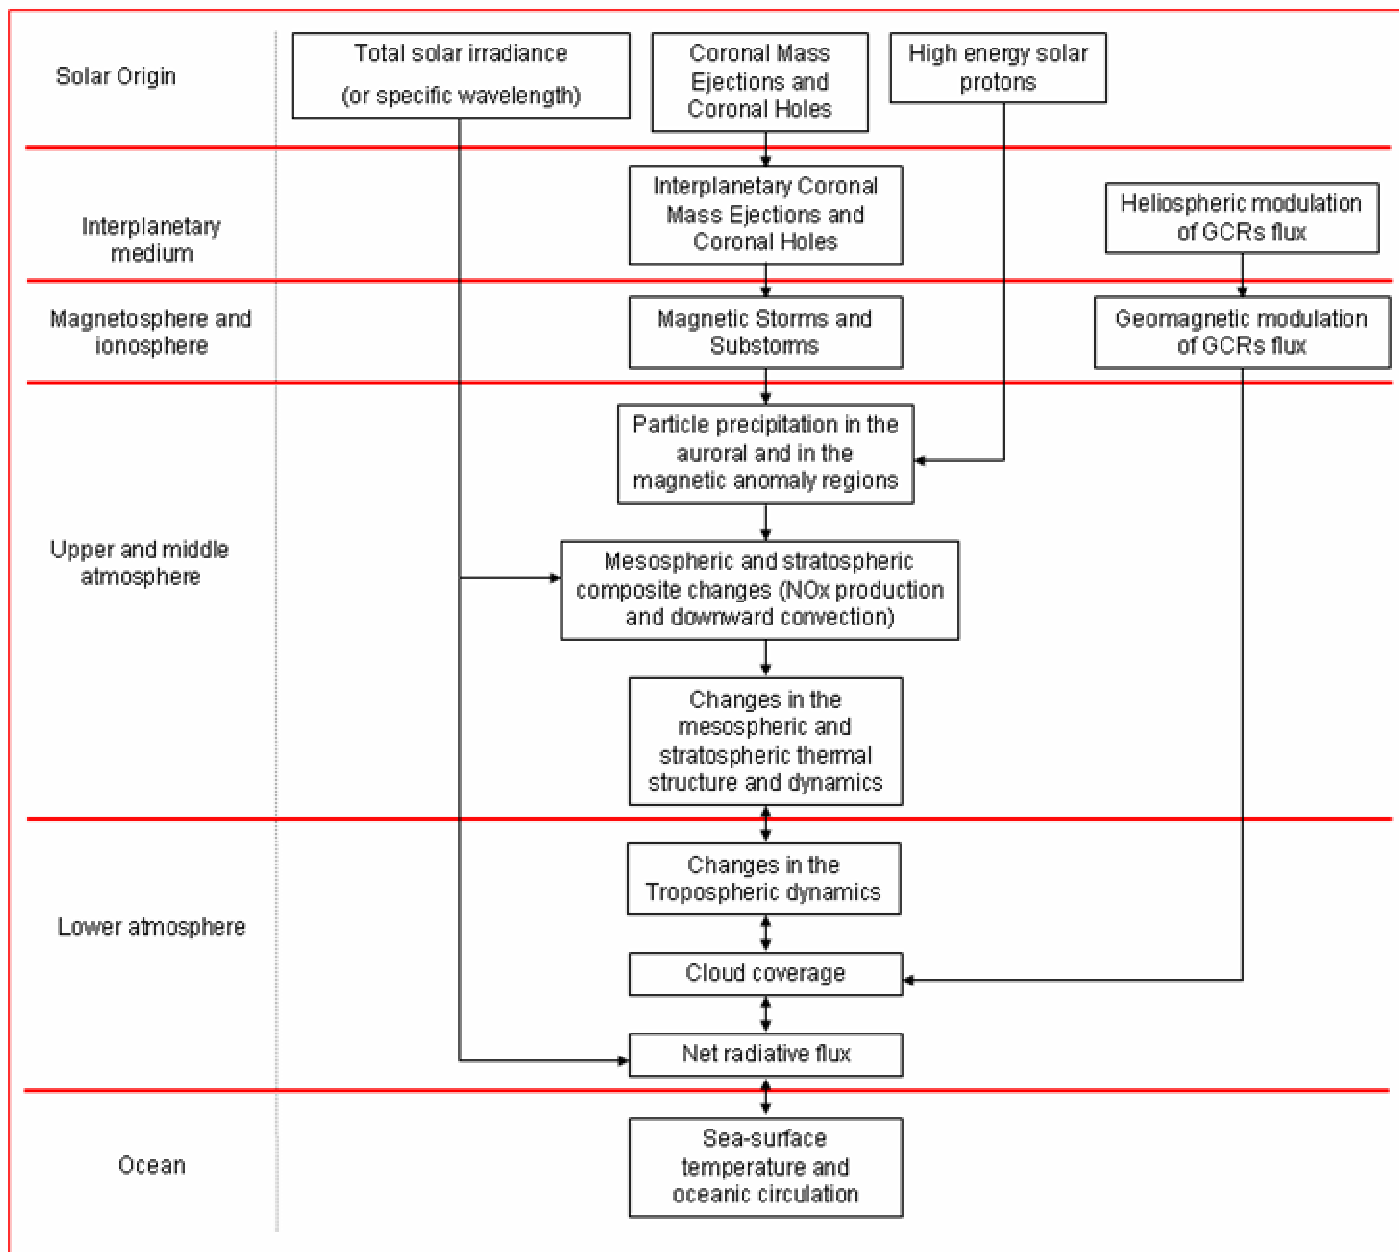 Solar Origin
Total solar irradiance
(or specific wavelength)
Coronal Mass
Ejections and
Coronal Holes
High energy solar
protons
Interplanetary
medium
Interplanetary Coronal
Mass Ejections and
Coronal Holes
Heliospheric modulation
of GCRs flux
Magnetosphere and
ionosphere
Magnetic Storms and
Substorms
Geomagnetic modulation
of GCRs flux
Upper and middle
atmosphere
Particle precipitation in the
auroral and in the
magnetic anomaly regions
Mesospheric and stratospheric
composite changes (NOx production
and downward convection)
Changes in the
mesospheric and
stratospheric thermal
structure and dynamics
Lower atmosphere
Changes in the
Tropospheric dynamics
Cloud coverage
Net radiative flux
Ocean
Sea-surface
temperature and
oceanic circulation